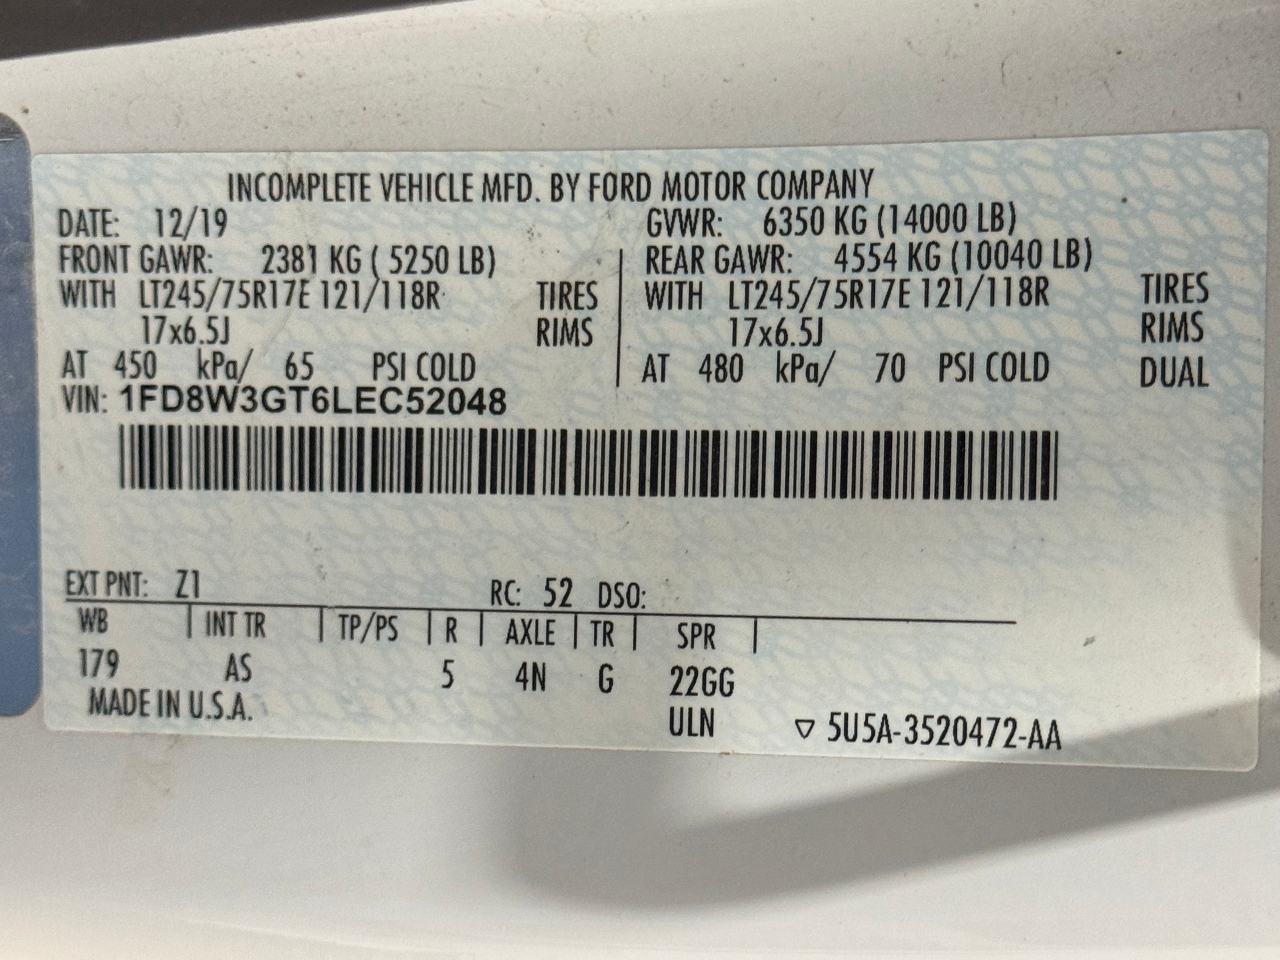 INCOMPLETE VEHICLE MFD. BY FORD MOTOR COMPANY
DATE: 12/19 GVWR: 6350 KG (14000 LB)
FRONT GAWR: 2381 KG ( 5250 LB) REAR GAWR: 4554 KG (10040 LB)
WITH LT245/75R17E 121/118R TIRES WITH LT245/75R17E 121/118R TIRES
17x6.5J RIMS 17x6.5J RIMS
AT 450 kPa/ 65 PSI COLD AT 480 kPa/ 70 PSI COLD DUAL
VIN: 1FD8W3GT6LEC52048
EXT PNT: Z1 RC: 52 DSO:
WB INT TR TP/PS R AXLE TR SPR
179 AS 5 4N G 22GG
MADE IN U.S.A. ULN ▽ 5U5A-3520472-AA